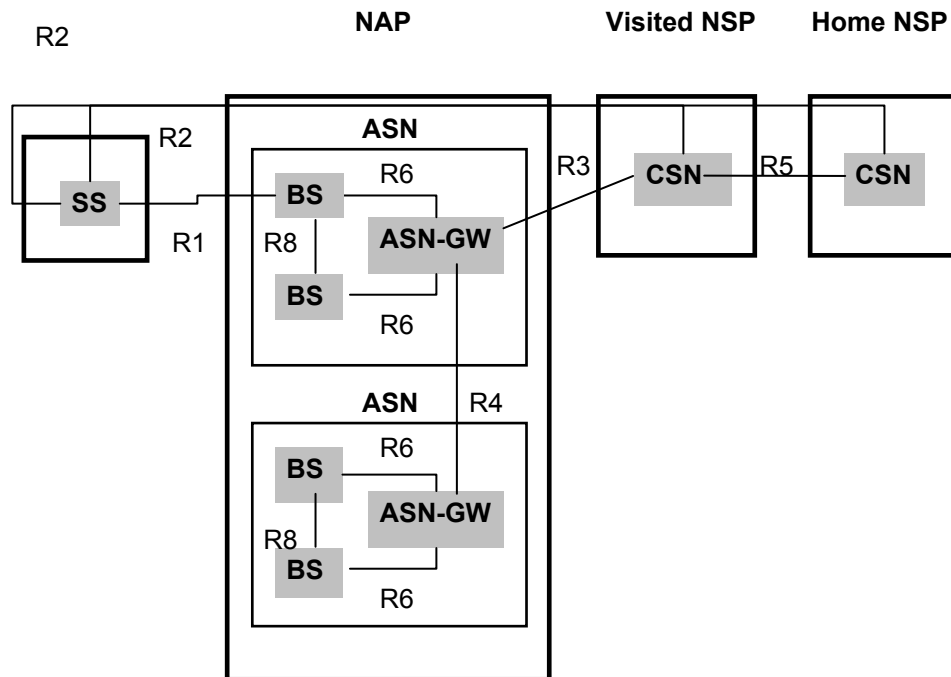 NAP
Visited NSP
Home NSP
R2
ASN
R2
R6
R3
CSN
R5
CSN
SS
BS
R1
R8
ASN-GW
BS
R6
ASN
R4
R6
BS
ASN-GW
R8
BS
R6